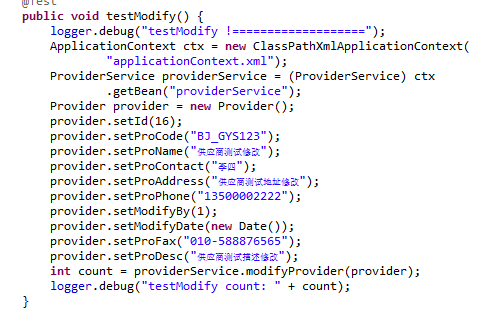 @Test
public void testModify() {
logger.debug("testModify !===================");
ApplicationContext ctx = new ClassPathXmlApplicationContext(
"applicationContext.xml");
ProviderService providerService = (ProviderService) ctx
.getBean("providerService");
Provider provider = new Provider();
provider.setId(16);
provider.setProCode("BJ_GYS123");
provider.setProName("供应商测试修改");
provider.setProContact("李四");
provider.setProAddress("供应商测试地址修改");
provider.setProPhone("13500002222");
provider.setModifyBy(1);
provider.setModifyDate(new Date());
provider.setProFax("010-588876565");
provider.setProDesc("供应商测试描述修改");
int count = providerService.modifyProvider(provider);
logger.debug("testModify count: " + count);
}